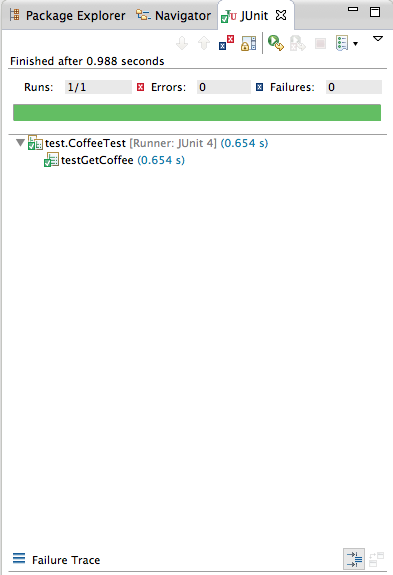 Package Explorer Navigator JUnit
Finished after 0.988 seconds
Runs: 1/1 Errors: 0 Failures: 0
test.CoffeeTest [Runner: JUnit 4] (0.654 s)
testGetCoffee (0.654 s)
Failure Trace